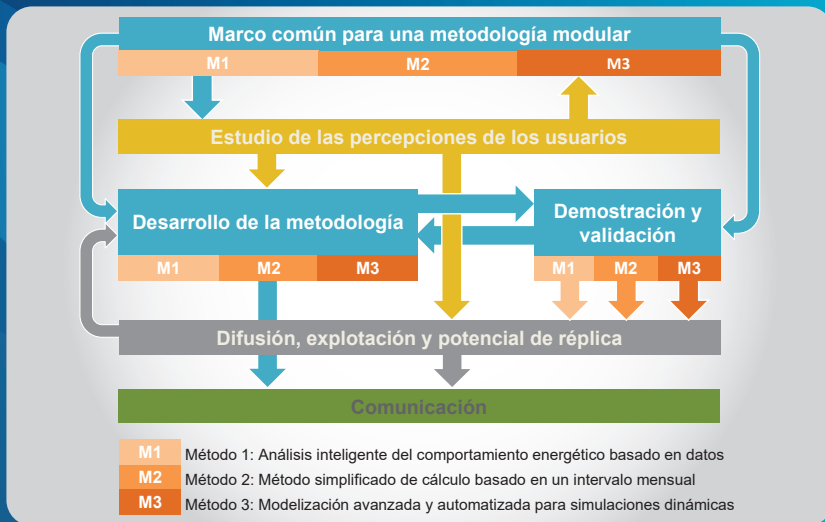 Marco común para una metodología modular
M1 M2 M3
Estudio de las percepciones de los usuarios
Desarrollo de la metodología
M1 M2 M3
Demostración y
validación
M1 M2 M3
Difusión, explotación y potencial de réplica
Comunicación
M1 Método 1: Análisis inteligente del comportamiento energético basado en datos
M2 Método 2: Método simplificado de cálculo basado en un intervalo mensual
M3 Método 3: Modelización avanzada y automatizada para simulaciones dinámicas